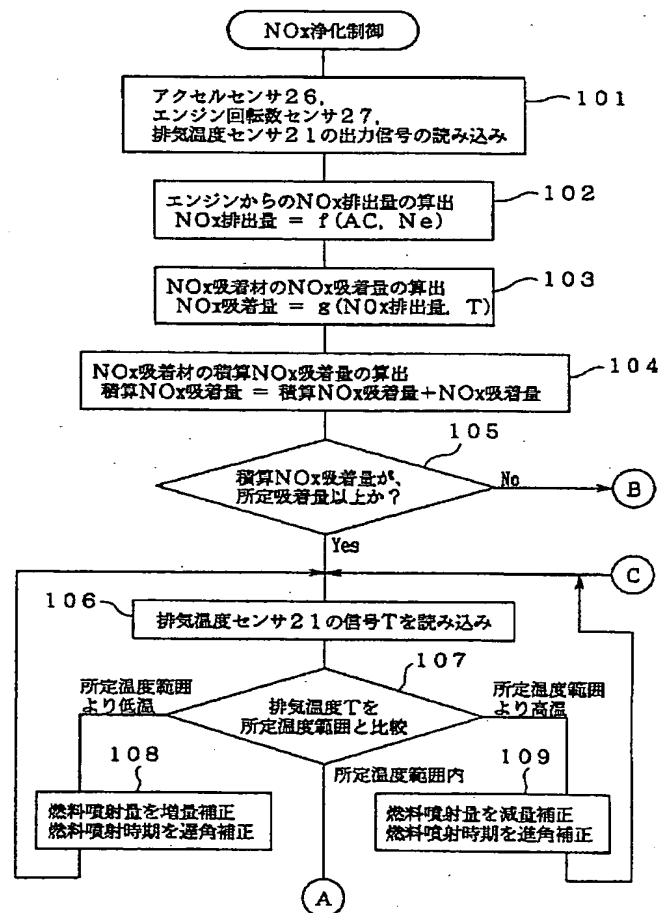 NOx浄化制御
アクセルセンサ26,
エンジン回転数センサ27,
排気温度センサ21の出力信号の読み込み
101
エンジンからのNOx排出量の算出
NOx排出量 = f(AC, Ne)
102
NOx吸着材のNOx吸着量の算出
NOx吸着量 = g(NOx排出量, T)
103
NOx吸着材の積算NOx吸着量の算出
積算NOx吸着量 = 積算NOx吸着量+NOx吸着量
104
105
積算NOx吸着量が、
所定吸着量以上か?
No
B
Yes
C
106
排気温度センサ21の信号Tを読み込み
107
所定温度範囲
より低温
排気温度Tを
所定温度範囲と比較
所定温度範囲
より高温
所定温度範囲内
108
燃料噴射量を増量補正
燃料噴射時期を遅角補正
109
燃料噴射量を減量補正
燃料噴射時期を進角補正
A